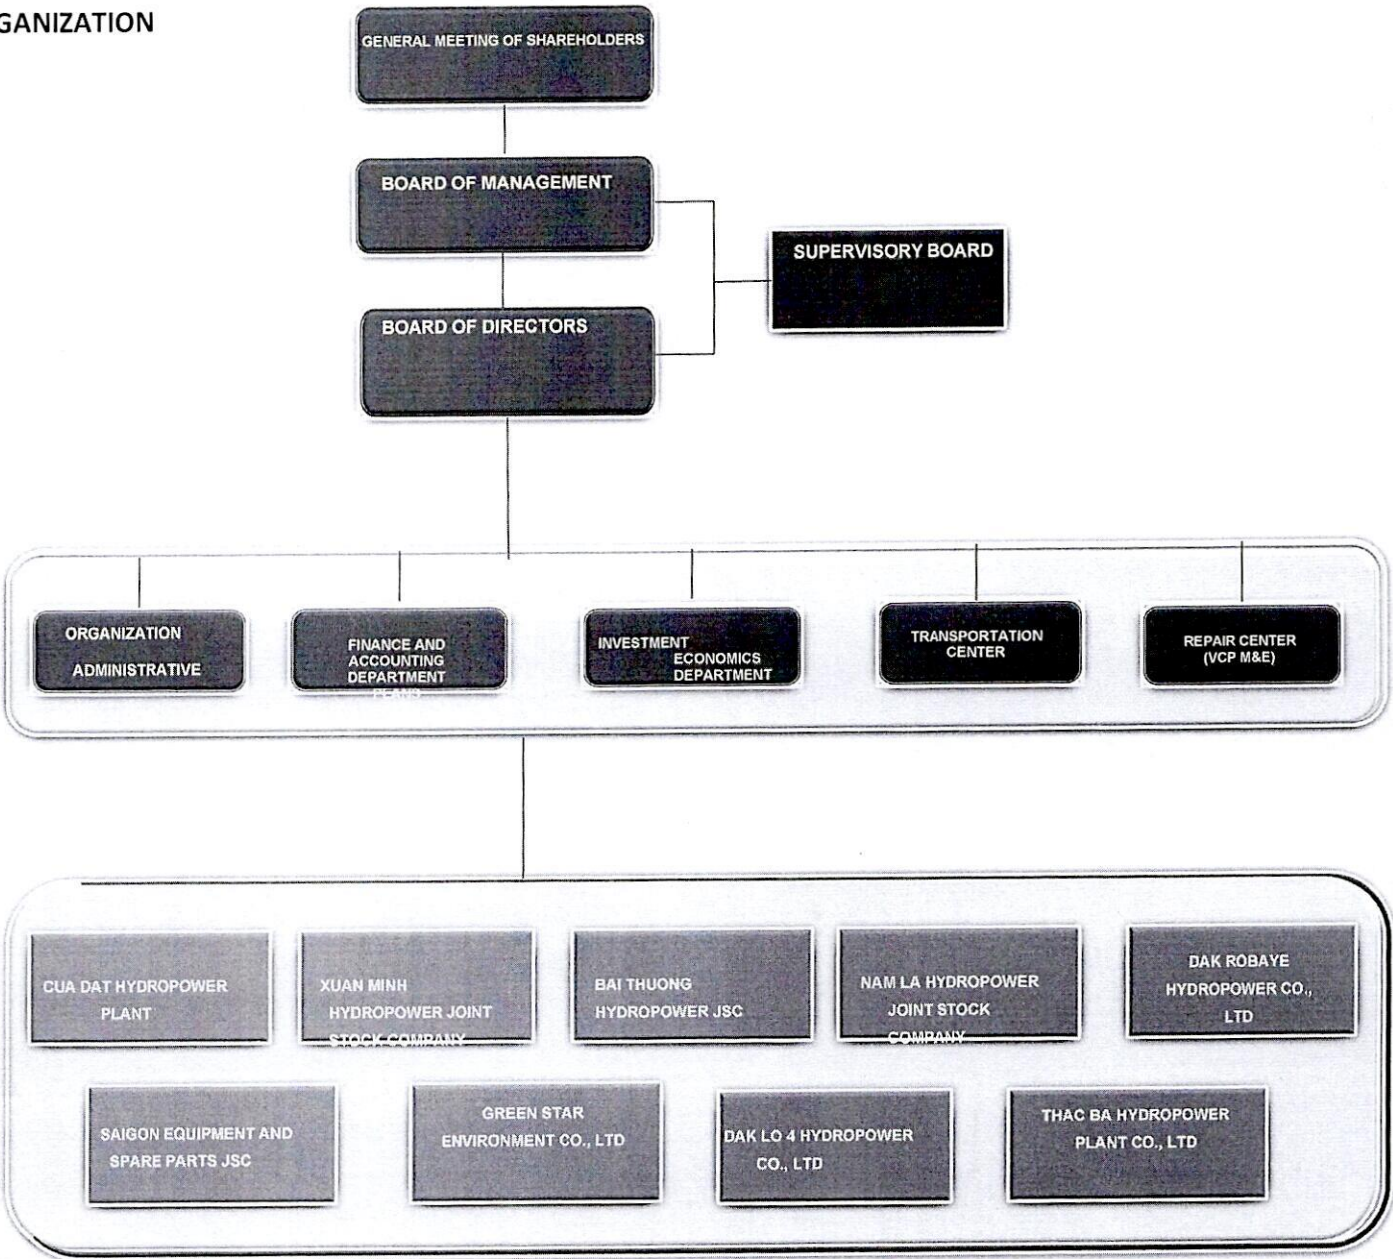 GANIZATION
GENERAL MEETING OF SHAREHOLDERS
BOARD OF MANAGEMENT
SUPERVISORY BOARD
BOARD OF DIRECTORS
ORGANIZATION
ADMINISTRATIVE
FINANCE AND
ACCOUNTING
DEPARTMENT
PLANS
INVESTMENT
ECONOMICS
DEPARTMENT
TRANSPORTATION
CENTER
REPAIR CENTER
(VCP M&E)
CUA DAT HYDROPOWER
PLANT
XUAN MINH
HYDROPOWER JOINT
STOCK COMPANY
BAI THUONG
HYDROPOWER JSC
NAM LA HYDROPOWER
JOINT STOCK
COMPANY
DAK ROBAYE
HYDROPOWER CO.,
LTD
SAIGON EQUIPMENT AND
SPARE PARTS JSC
GREEN STAR
ENVIRONMENT CO., LTD
DAK LO 4 HYDROPOWER
CO., LTD
THAC BA HYDROPOWER
PLANT CO., LTD